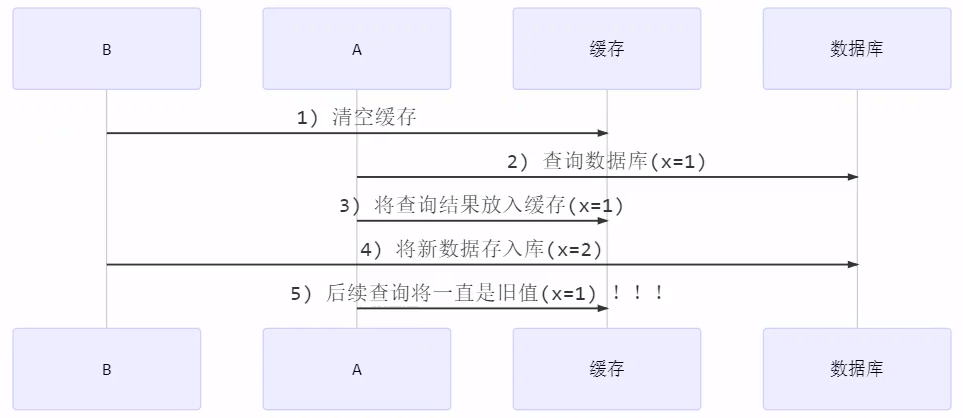 B
A
缓存
数据库
1) 清空缓存
2) 查询数据库(x=1)
3) 将查询结果放入缓存(x=1)
4) 将新数据存入库(x=2)
5) 后续查询将一直是旧值(x=1) ！！！
B
A
缓存
数据库